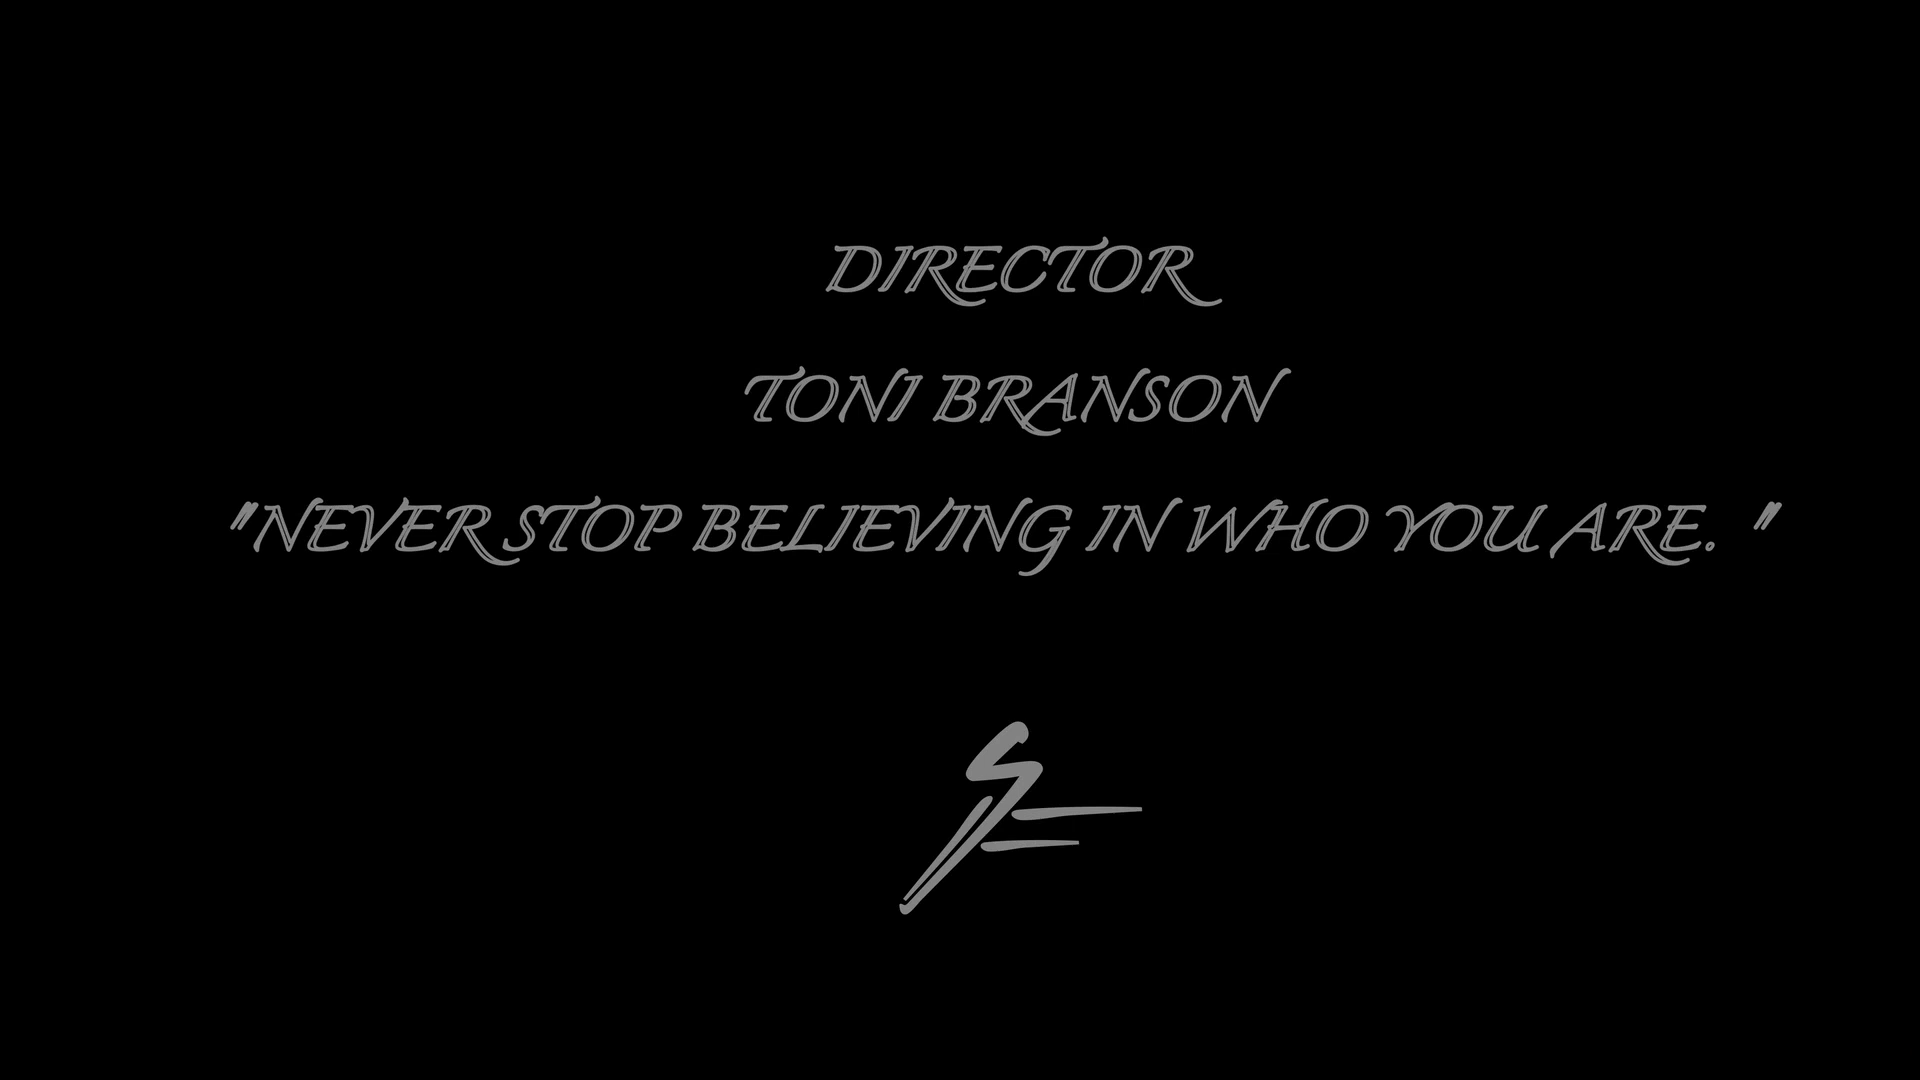 DIRECTOR
TONI BRANSON
"NEVER STOP BELIEVING IN WHO YOU ARE. "